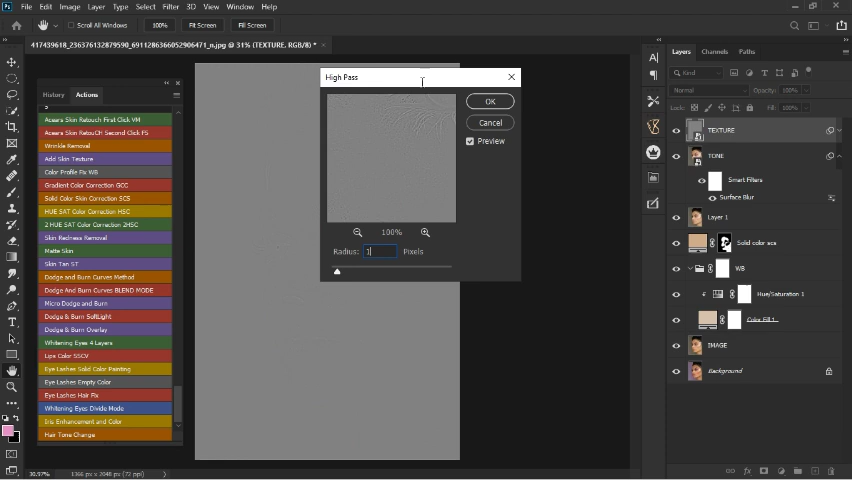 File Edit Image Layer Type Select Filter 3D View Window Help
Scroll All Windows 100% Fit Screen Fill Screen
417439618_236376132879590_6911286366052906471_n.jpg @ 31% (TEXTURE, RGB/8) *
History Actions
Acears Skin Retouch First Click VM
Acears Skin RetouCH Second Click FS
Wrinkle Removal
Add Skin Texture
Color Profile Fix WB
Gradient Color Correction GCC
Solid Color Skin Correction SCS
HUE SAT Color Correction HSC
2 HUE SAT Color Correction 2HSC
Skin Redness Removal
Matte Skin
Skin Tan ST
Dodge and Burn Curves Method
Dodge And Burn Curves BLEND MODE
Micro Dodge and Burn
Dodge & Burn SoftLight
Dodge & Burn Overlay
Whitening Eyes 4 Layers
Lips Color SSCV
Eye Lashes Solid Color Painting
Eye Lashes Empty Color
Eye Lashes Hair Fix
Whitening Eyes Divide Mode
Iris Enhancement and Color
Hair Tone Change
High Pass
OK
Cancel
Preview
100%
Radius: 1 Pixels
Layers Channels Paths
Kind
Normal Opacity: 100%
Lock: Fill: 100%
TEXTURE
TONE
Smart Filters
Surface Blur
Layer 1
Solid color scs
WB
Hue/Saturation 1
Color Fill 1
IMAGE
Background
30.97% 1366 px x 2048 px (72 ppi)